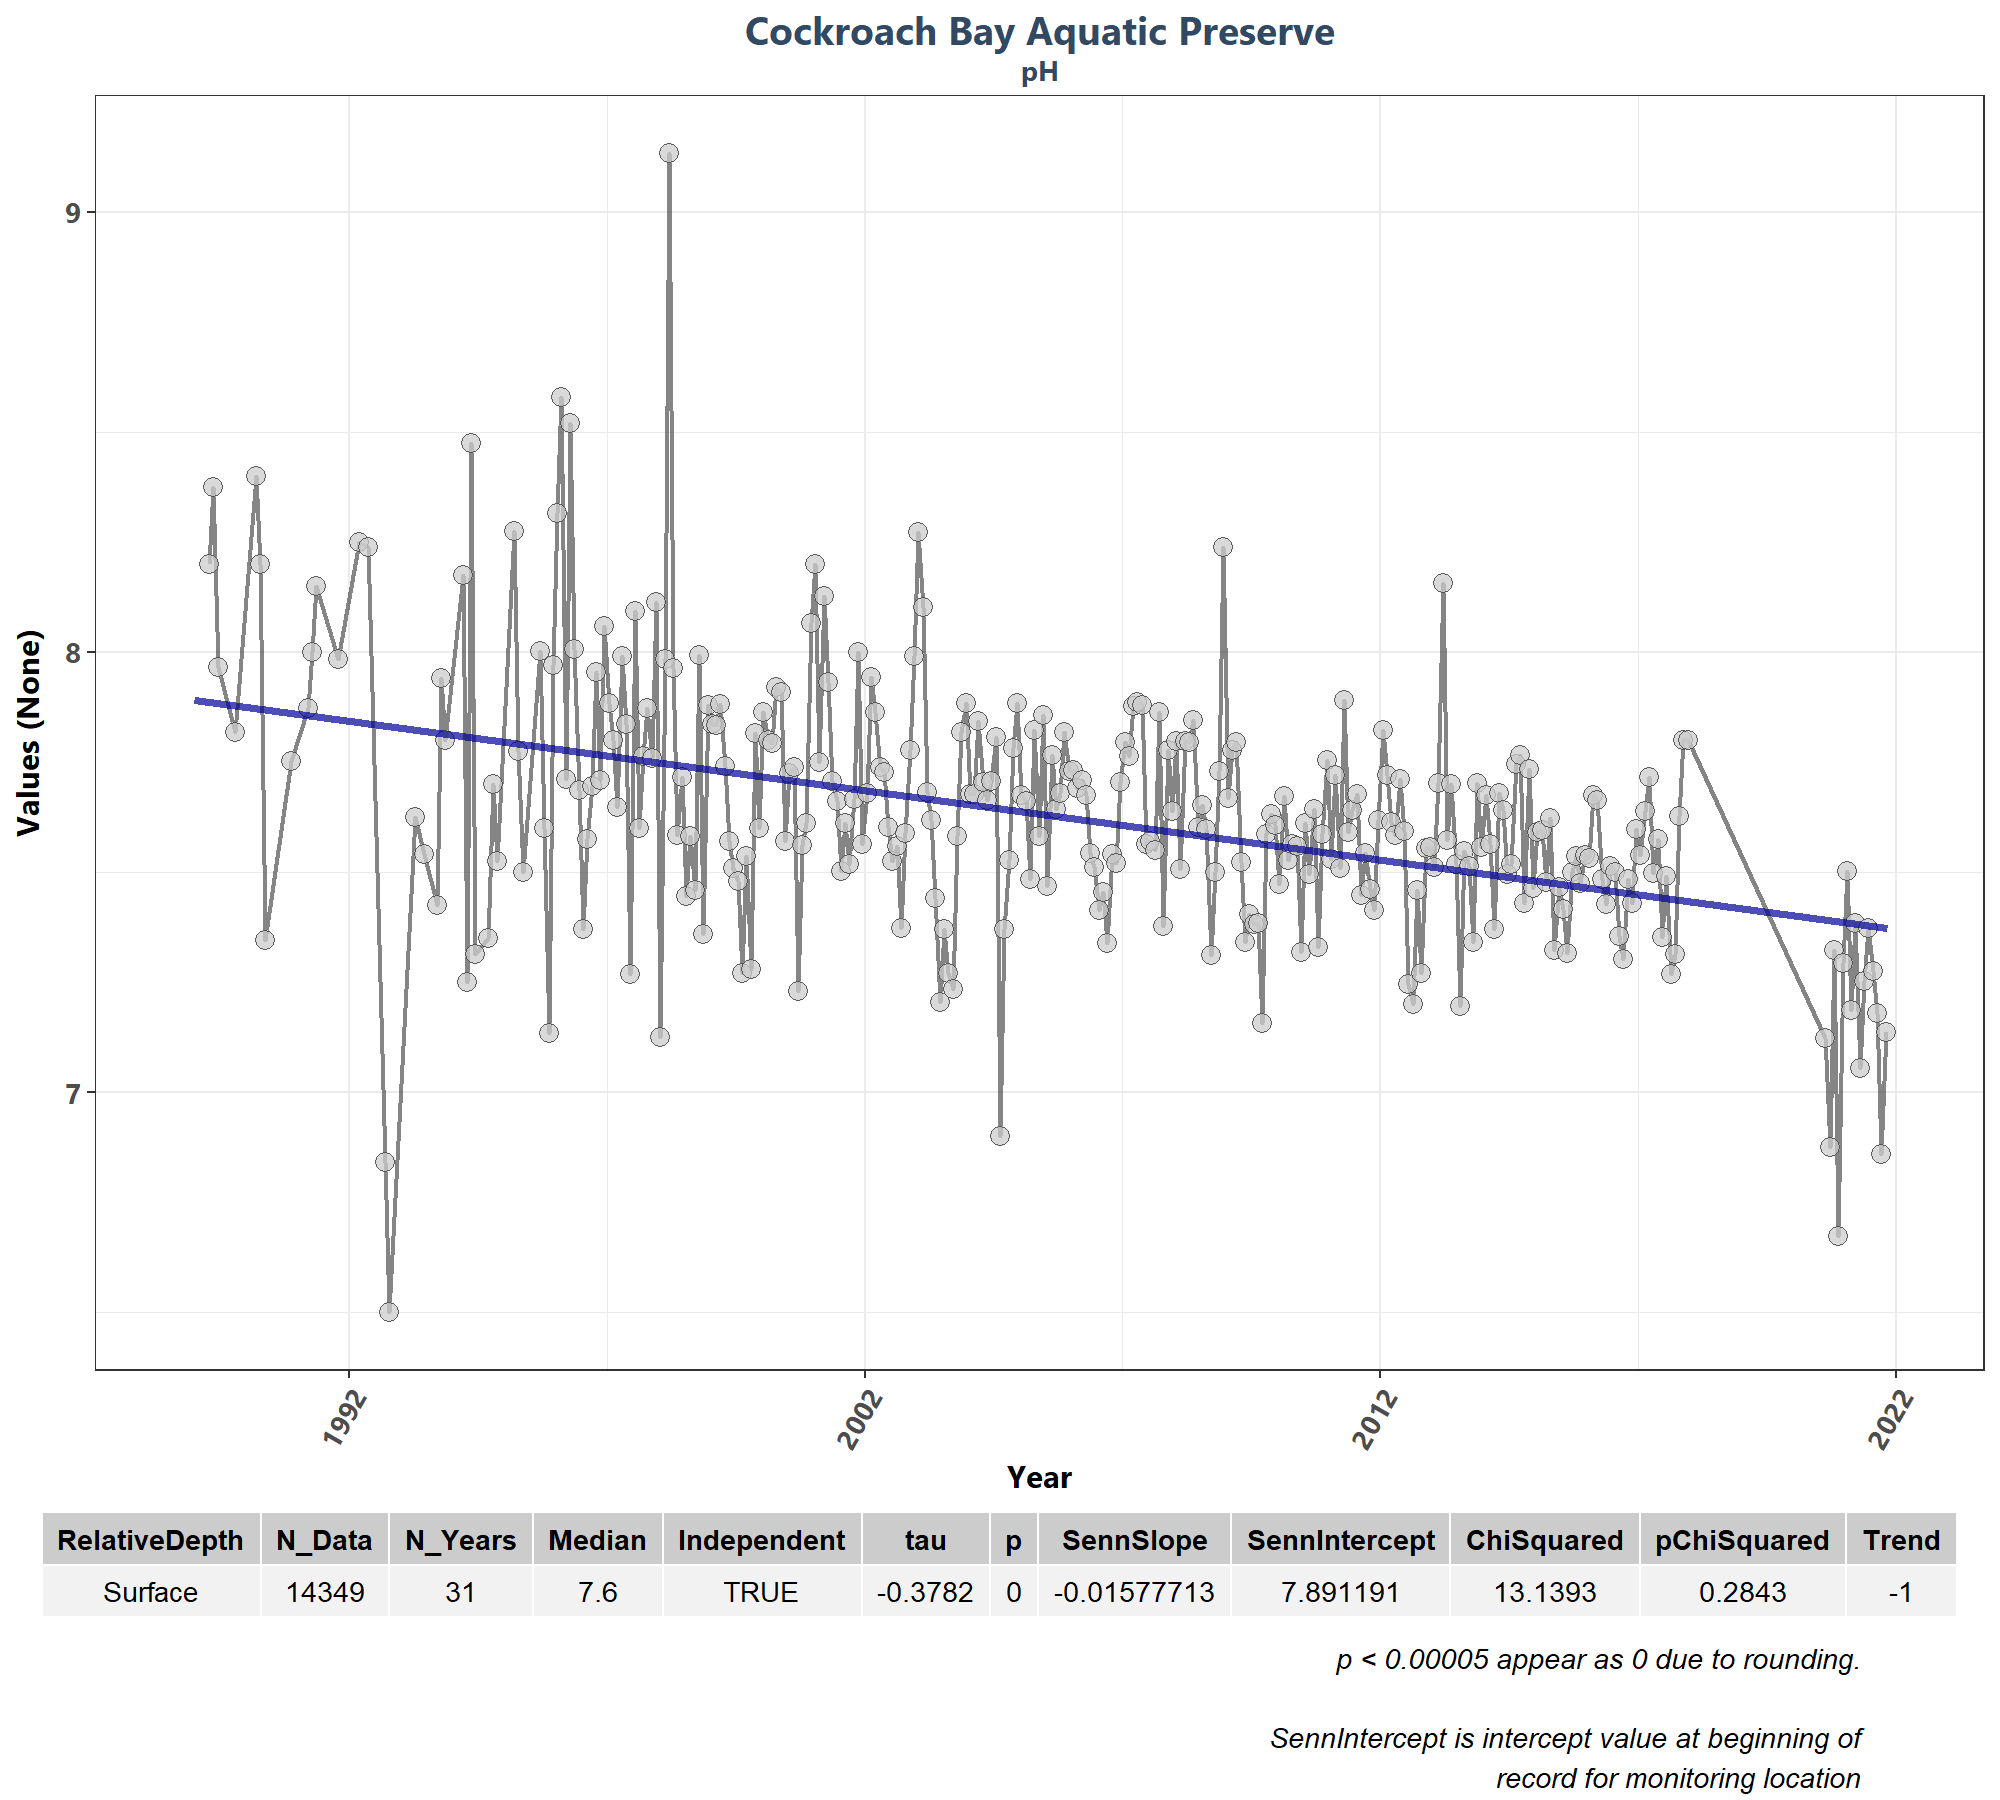 Cockroach Bay Aquatic Preserve
pH
Values (None)
9
8
7
1992
2002
2012
2022
Year
RelativeDepth N_Data N_Years Median Independent tau p SennSlope SennIntercept ChiSquared pChiSquared Trend
Surface 14349 31 7.6 TRUE -0.3782 0 -0.01577713 7.891191 13.1393 0.2843 -1
p < 0.00005 appear as 0 due to rounding.
SennIntercept is intercept value at beginning of
record for monitoring location